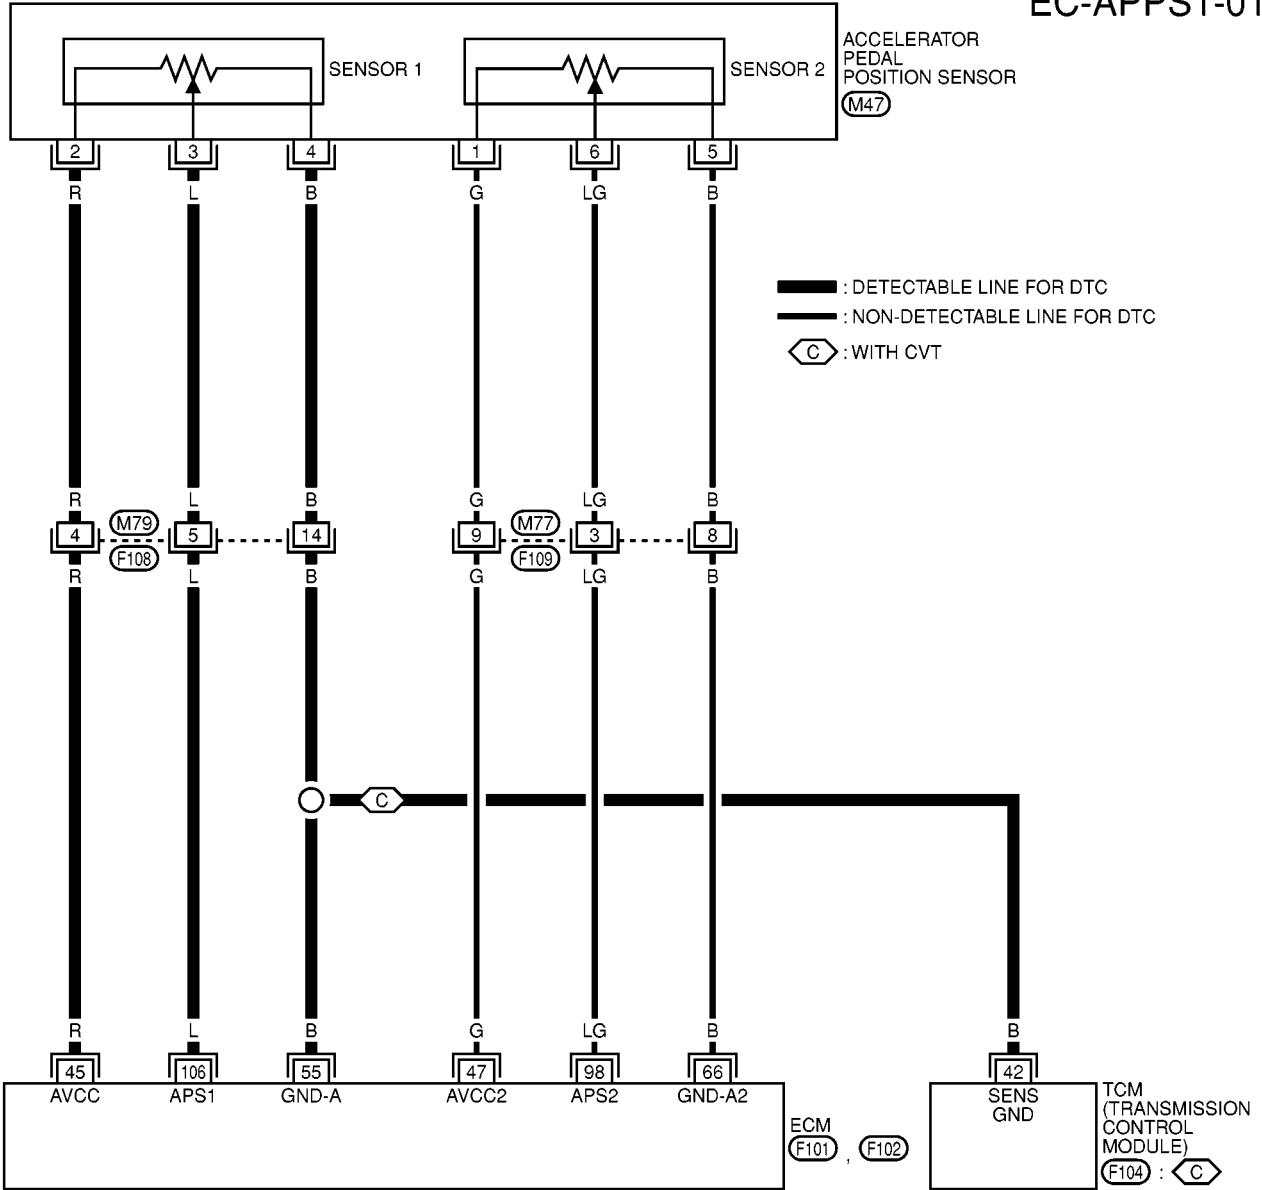 EC-APPS1-01
SENSOR 1
SENSOR 2
ACCELERATOR
PEDAL
POSITION SENSOR
M47
2 3 4 1 6 5
R L B G LG B
: DETECTABLE LINE FOR DTC
: NON-DETECTABLE LINE FOR DTC
C : WITH CVT
R L B G LG B
4 M79 5 14 9 M77 3 8
F108 F109
R L B G LG B
C
R L B G LG B B
45 106 55 47 98 66 42
AVCC APS1 GND-A AVCC2 APS2 GND-A2 SENS
GND
ECM
F101 , F102
TCM
(TRANSMISSION
CONTROL
MODULE)
F104 : C